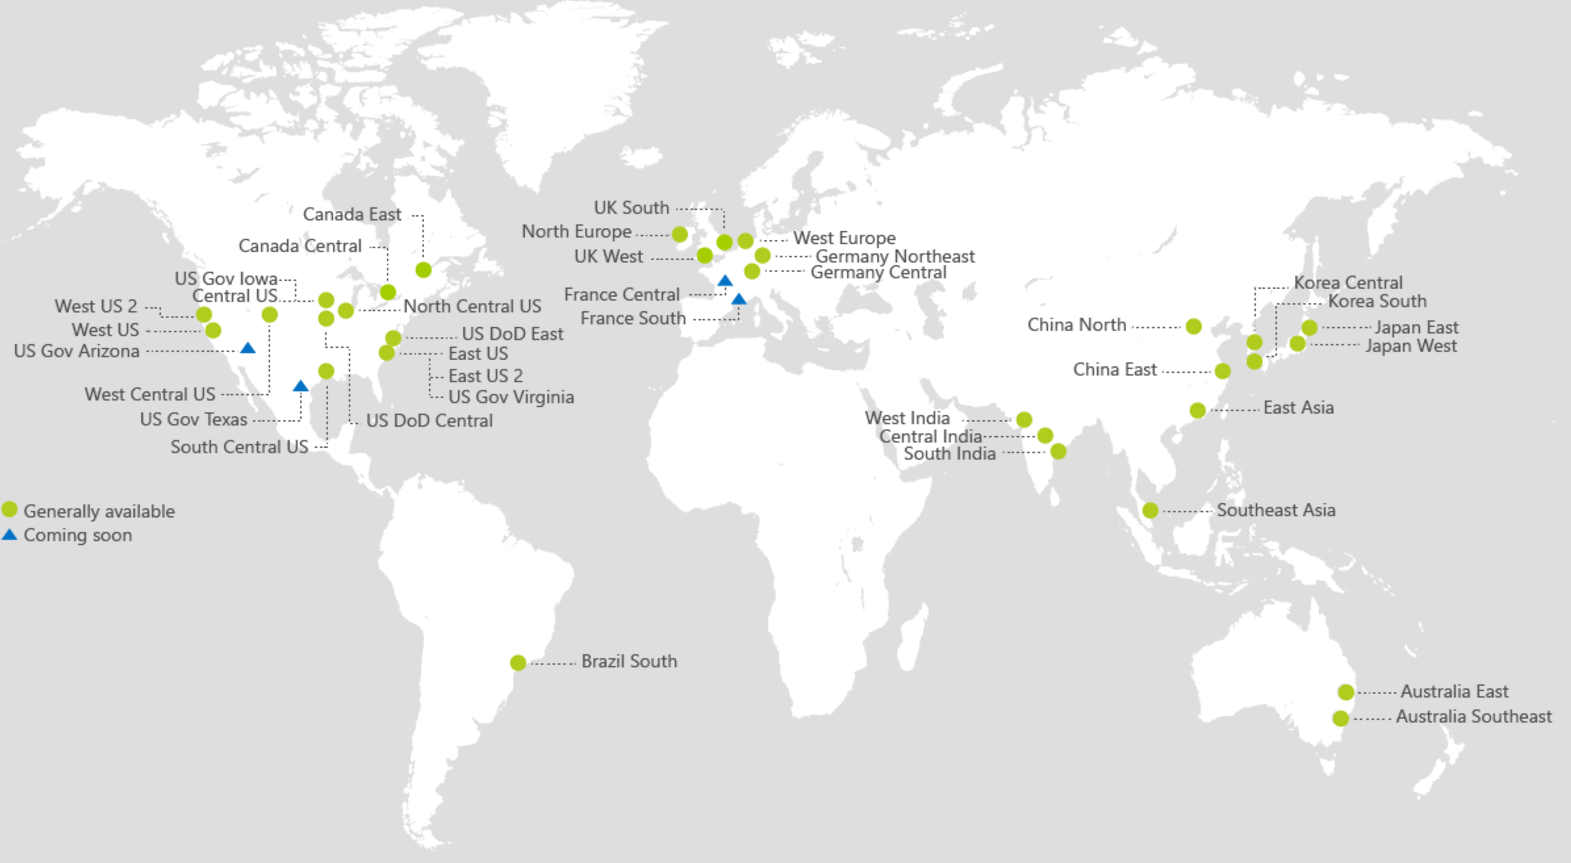 Canada East
Canada Central
US Gov Iowa
Central US
West US 2
West US
US Gov Arizona
West Central US
US Gov Texas
South Central US
North Central US
US DoD East
East US
East US 2
US Gov Virginia
US DoD Central
Generally available
Coming soon
Brazil South
UK South
North Europe
UK West
France Central
France South
West Europe
Germany Northeast
Germany Central
West India
Central India
South India
China North
China East
Korea Central
Korea South
Japan East
Japan West
East Asia
Southeast Asia
Australia East
Australia Southeast